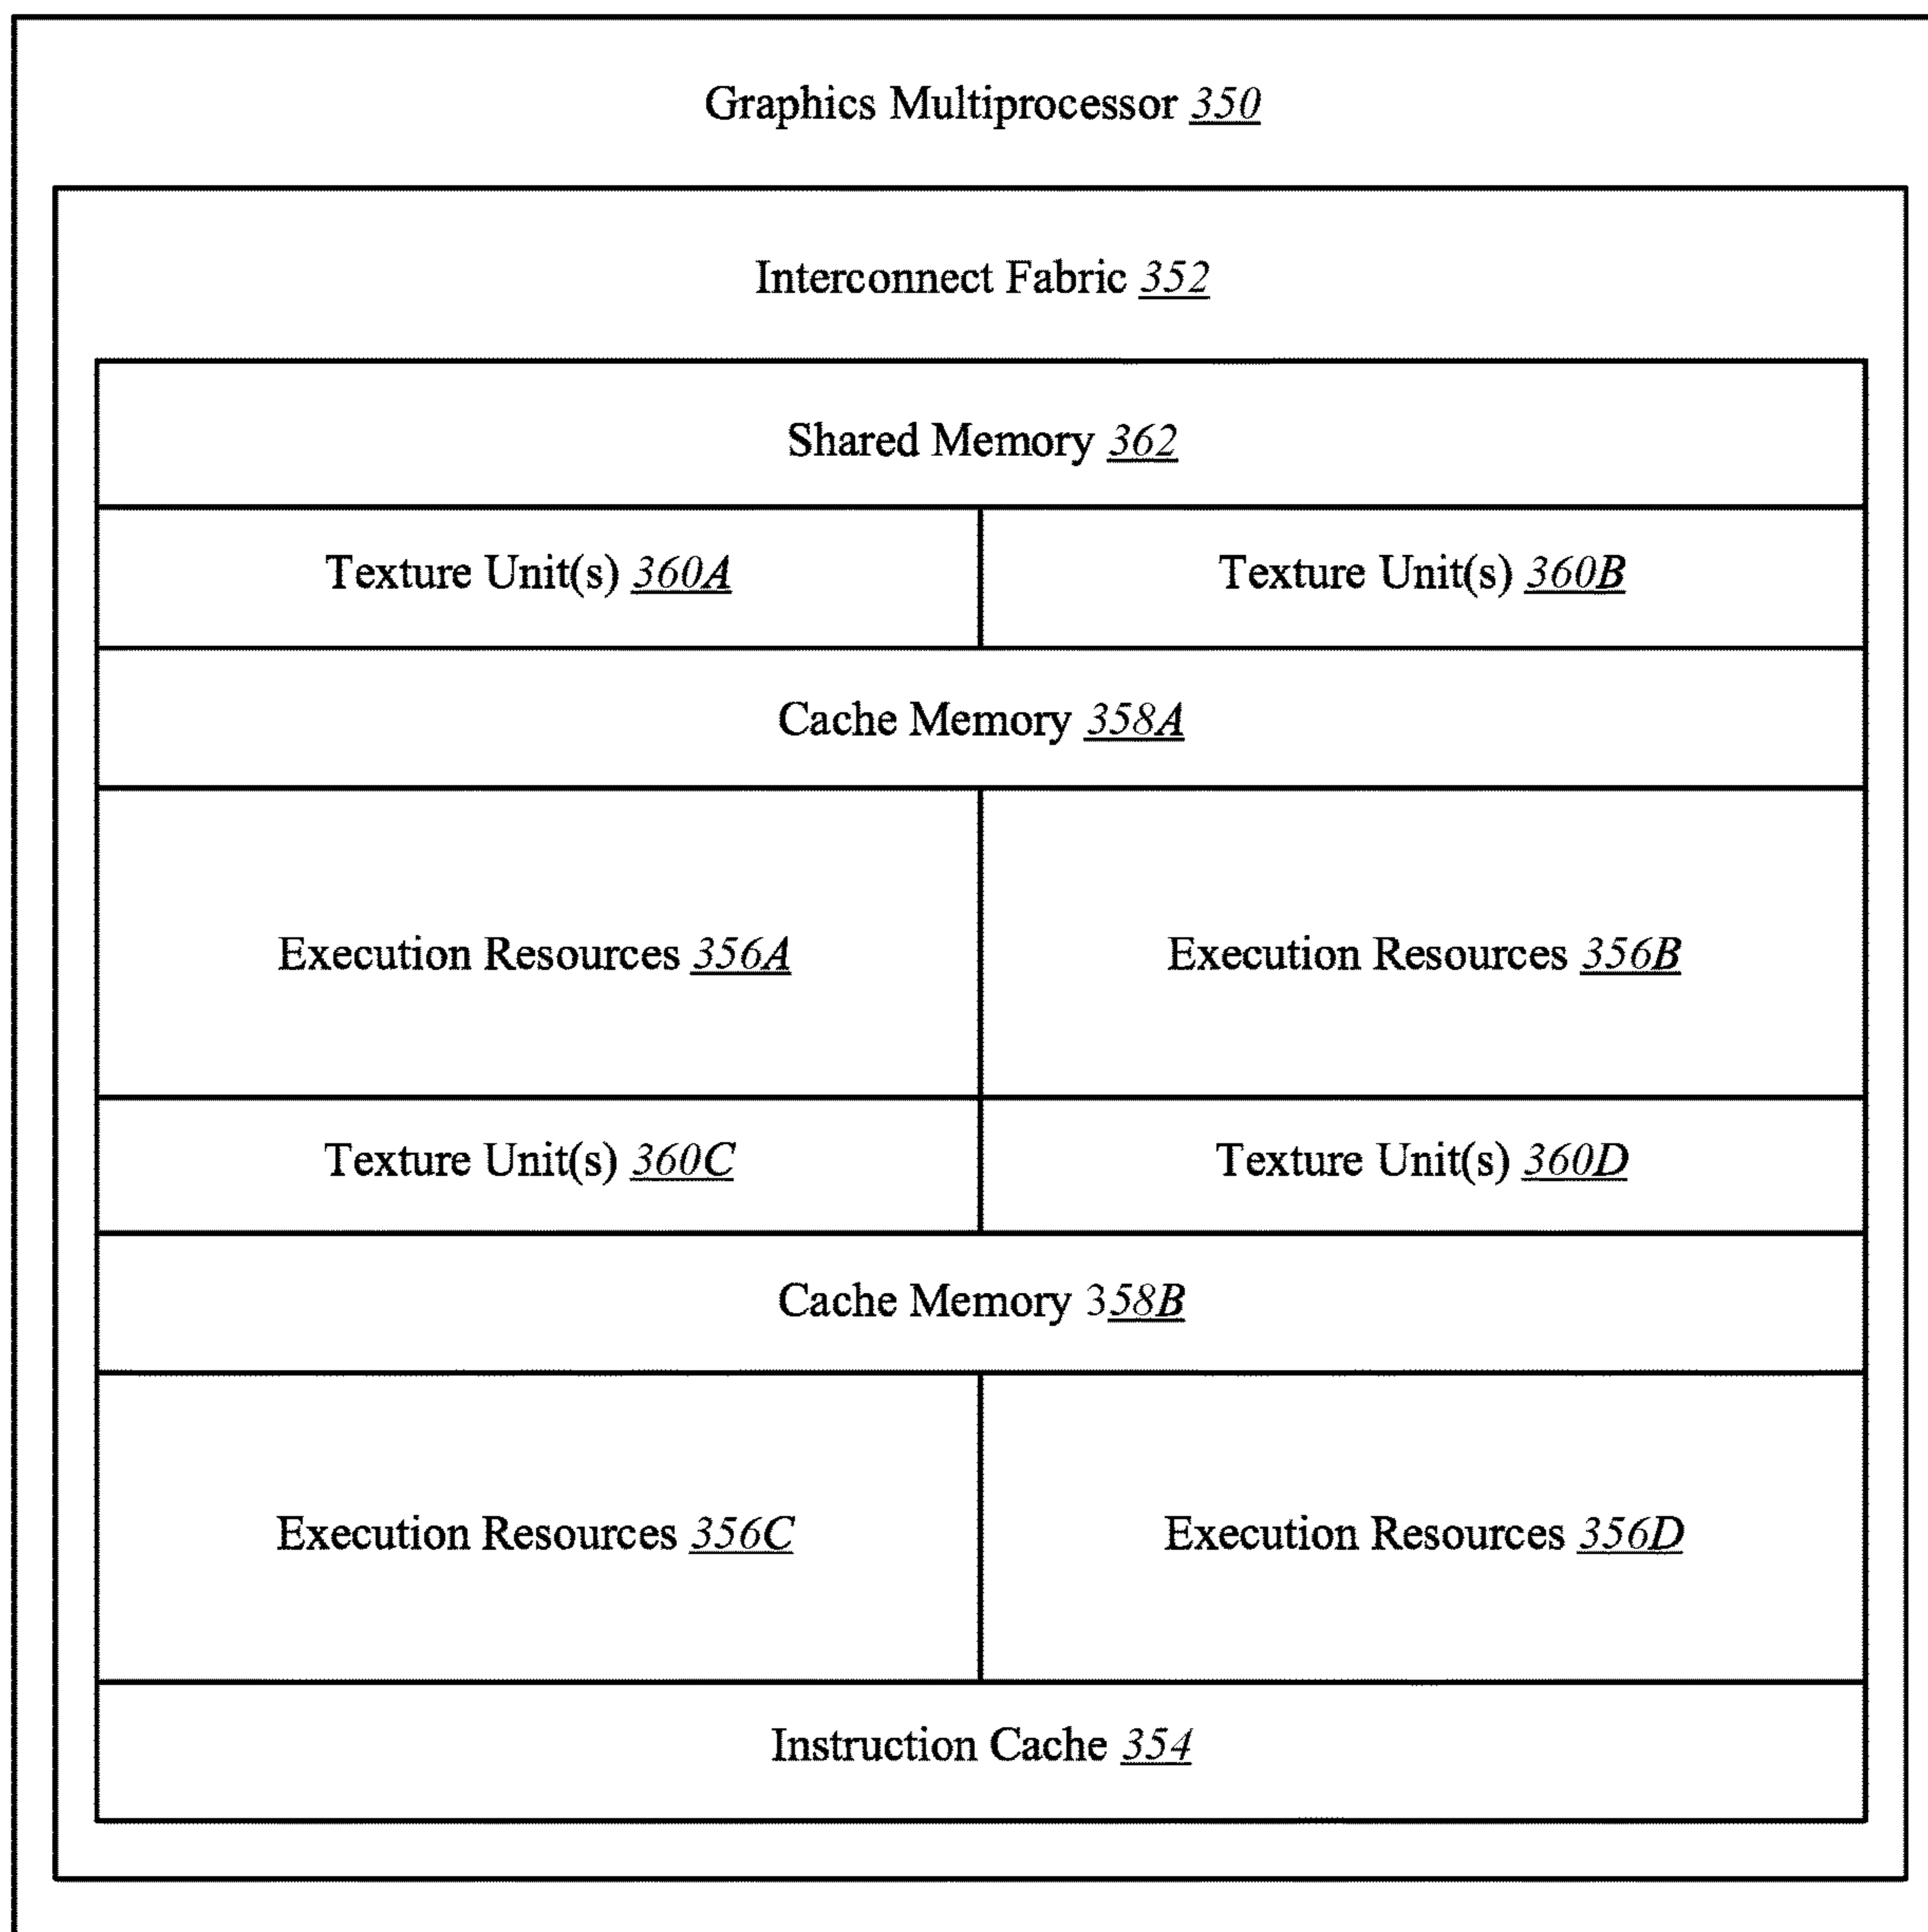 Graphics Multiprocessor 350
Interconnect Fabric 352
Shared Memory 362
Texture Unit(s) 360A
Texture Unit(s) 360B
Cache Memory 358A
Execution Resources 356A
Execution Resources 356B
Texture Unit(s) 360C
Texture Unit(s) 360D
Cache Memory 358B
Execution Resources 356C
Execution Resources 356D
Instruction Cache 354